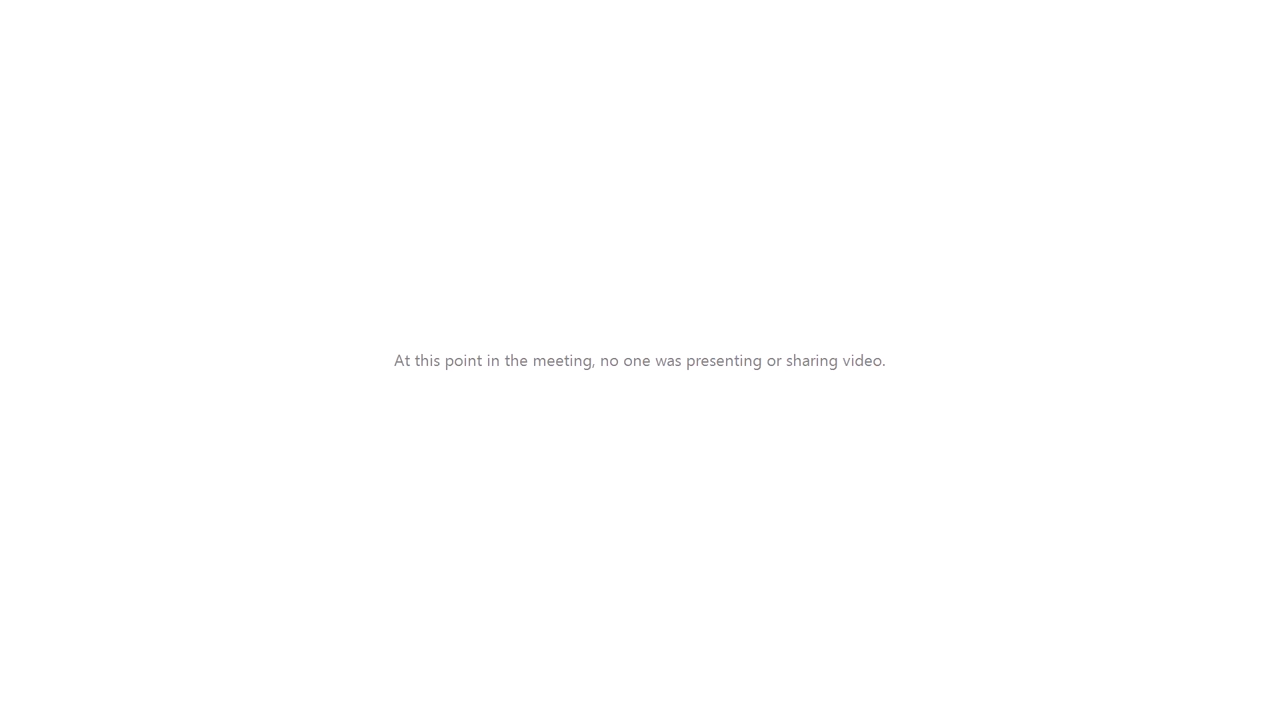 At this point in the meeting, no one was presenting or sharing video.